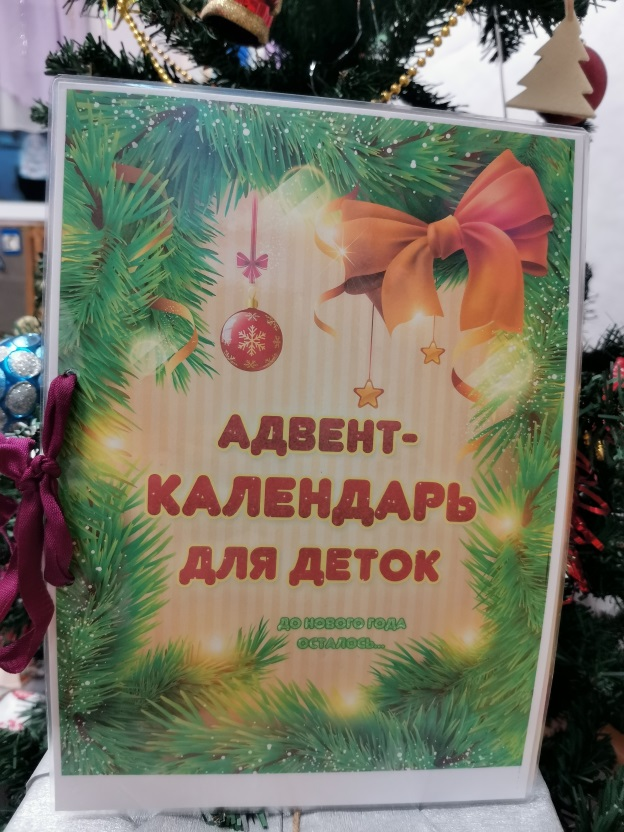 АДВЕНТ-
КАЛЕНДАРЬ
ДЛЯ ДЕТОК
ДО НОВОГО ГОДА
ОСТАЛОСЬ...